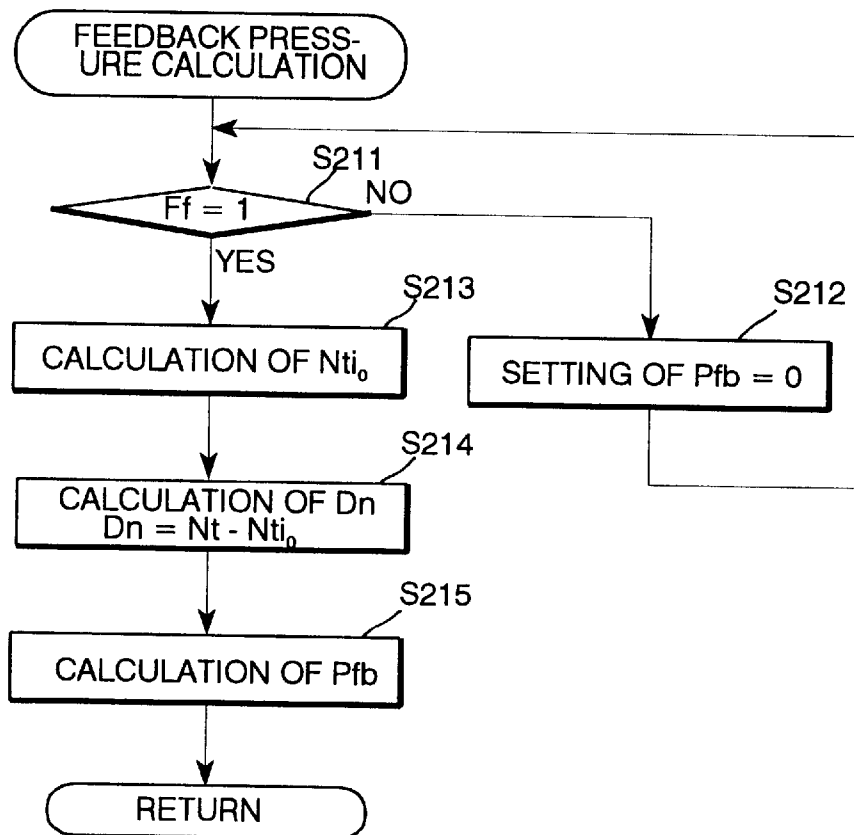 FEEDBACK PRESS-
URE CALCULATION
S211
Ff = 1
NO
YES
S213
CALCULATION OF Nti₀
S212
SETTING OF Pfb = 0
S214
CALCULATION OF Dn
Dn = Nt - Nti₀
S215
CALCULATION OF Pfb
RETURN